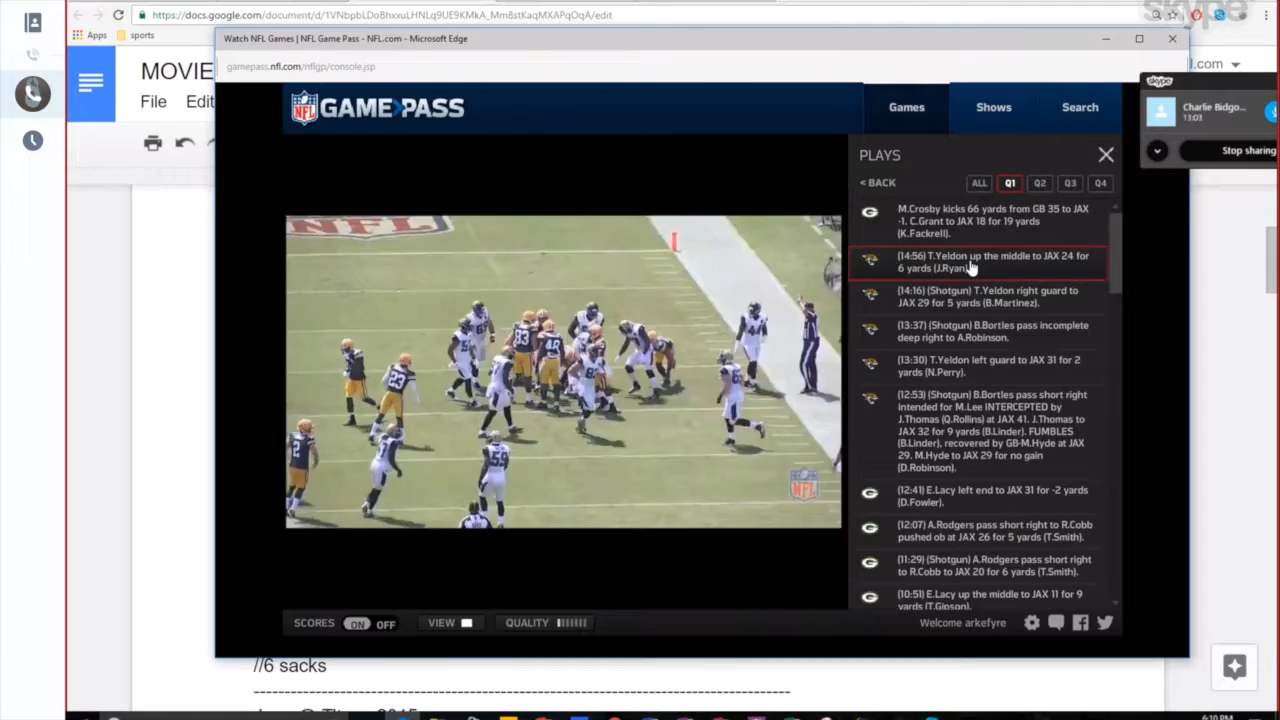 https://docs.google.com/document/d/1VNbpbLDoBhxxuLHNLq9UE9KMkA_Mm8stKaqMXAPqOqA/edit
skype
Apps
sports
Watch NFL Games | NFL Game Pass - NFL.com - Microsoft Edge
gamepass.nfl.com/nflgp/console.jsp
l.com
MOVIE
File
Edit
NFL GAME PASS
Games
Shows
Search
skype
Charlie Bidgo...
13:03
Stop sharing
PLAYS
< BACK
ALL
Q1
Q2
Q3
Q4
M.Crosby kicks 66 yards from GB 35 to JAX
-1. C.Grant to JAX 18 for 19 yards
(K.Fackrell).
(14:56) T.Yeldon up the middle to JAX 24 for
6 yards (J.Ryan)
(14:16) (Shotgun) T.Yeldon right guard to
JAX 29 for 5 yards (B.Martinez).
(13:37) (Shotgun) B.Bortles pass incomplete
deep right to A.Robinson.
(13:30) T.Yeldon left guard to JAX 31 for 2
yards (N.Perry).
(12:53) (Shotgun) B.Bortles pass short right
intended for M.Lee INTERCEPTED by
J.Thomas (Q.Rollins) at JAX 41. J.Thomas to
JAX 32 for 9 yards (B.Linder). FUMBLES
(B.Linder), recovered by GB-M.Hyde at JAX
29. M.Hyde to JAX 29 for no gain
(D.Robinson).
(12:41) E.Lacy left end to JAX 31 for -2 yards
(D.Fowler).
(12:07) A.Rodgers pass short right to R.Cobb
pushed ob at JAX 26 for 5 yards (T.Smith).
(11:29) (Shotgun) A.Rodgers pass short right
to R.Cobb to JAX 20 for 6 yards (T.Smith).
(10:51) E.Lacy up the middle to JAX 11 for 9
yards (T.Gipson).
NFL
SCORES
ON
OFF
VIEW
QUALITY
Welcome arkefyre
//6 sacks
6:10 PM